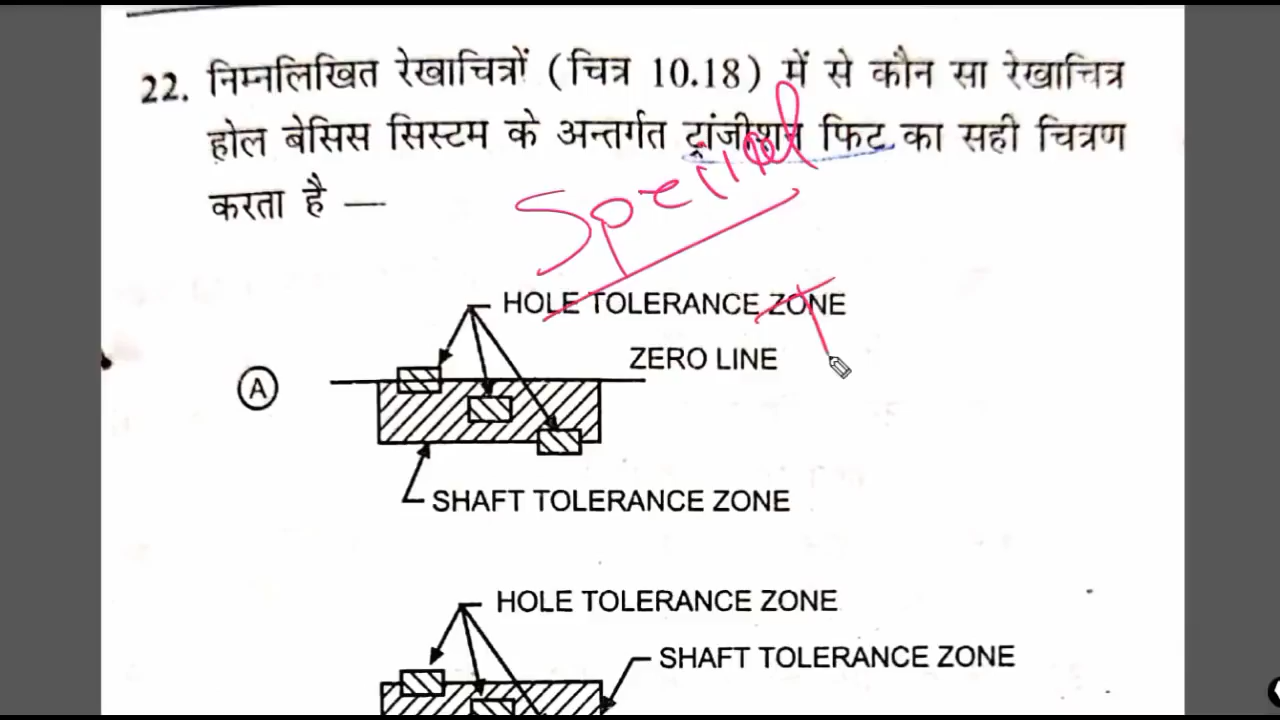 22. निम्नलिखित रेखाचित्रों (चित्र 10.18) में से कौन सा रेखाचित्र
होल बेसिस सिस्टम के अन्तर्गत ट्रांजीशन फिट का सही चित्रण
करता है —
HOLE TOLERANCE ZONE
ZERO LINE
A
SHAFT TOLERANCE ZONE
HOLE TOLERANCE ZONE
SHAFT TOLERANCE ZONE